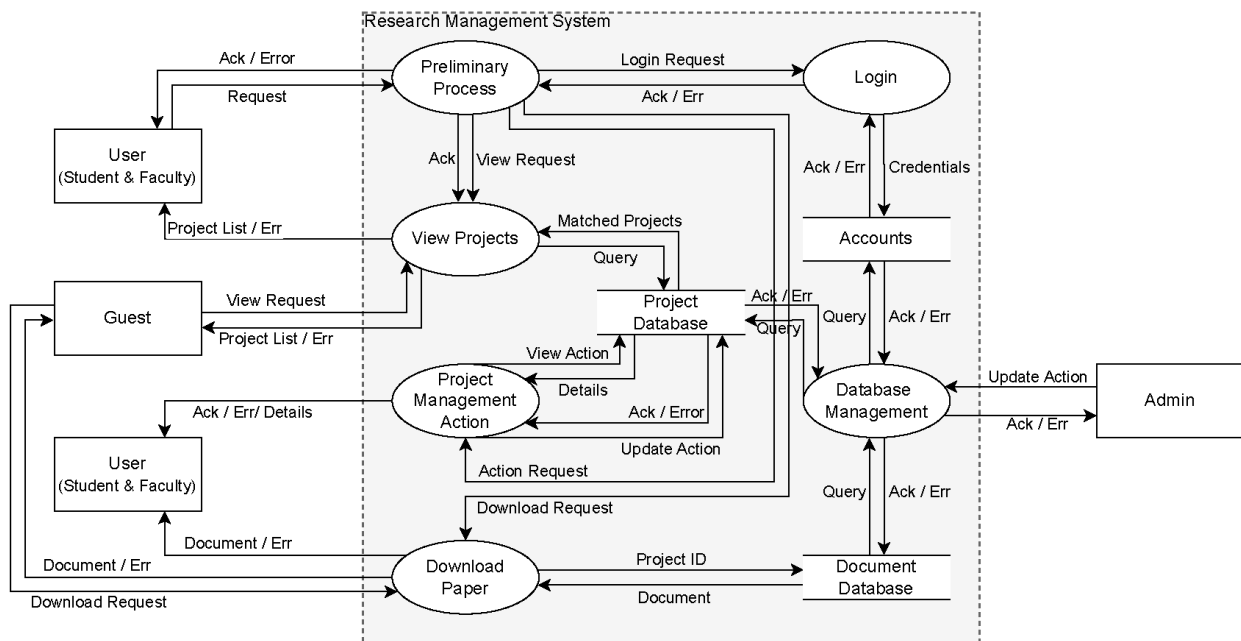 Research Management System
Ack / Error
Request
Preliminary
Process
Login Request
Ack / Err
Login
User
(Student & Faculty)
Ack
View Request
Ack / Err
Credentials
Project List / Err
View Projects
Matched Projects
Query
Accounts
Guest
View Request
Project List / Err
Project
Database
Ack / Err
Query
Query
Ack / Err
View Action
Details
Project
Management
Action
Ack / Error
Update Action
Database
Management
Update Action
Ack / Err
Admin
Ack / Err/ Details
User
(Student & Faculty)
Action Request
Download Request
Query
Ack / Err
Document / Err
Document / Err
Download Request
Download
Paper
Project ID
Document
Document
Database